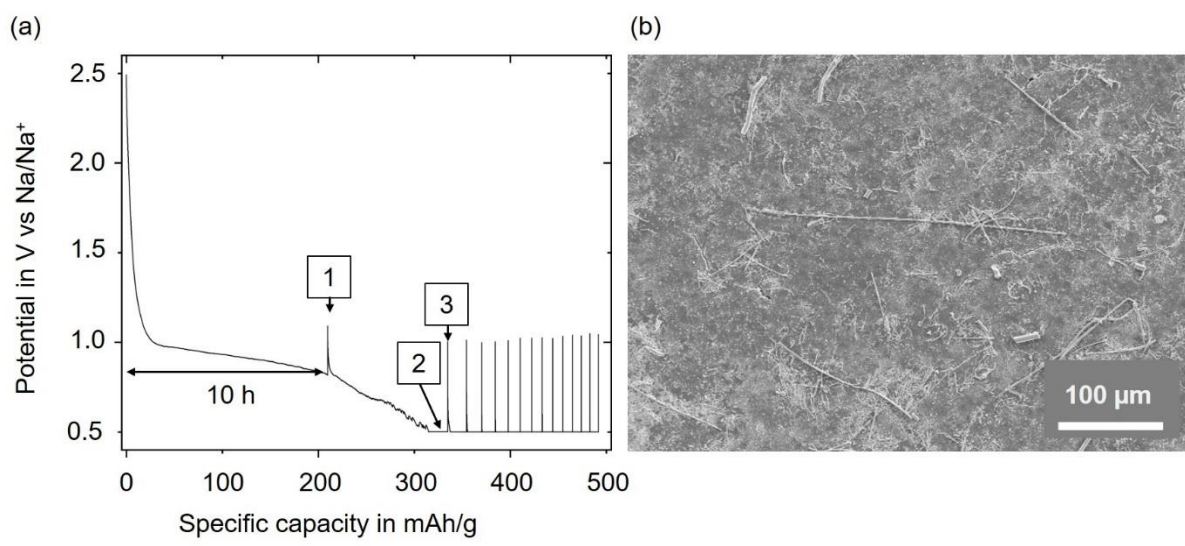 (a)
(b)
Potential in V vs Na/Na⁺
2.5
2.0
1.5
1.0
0.5
1
3
2
10 h
0
100
200
300
400
500
Specific capacity in mAh/g
100 µm